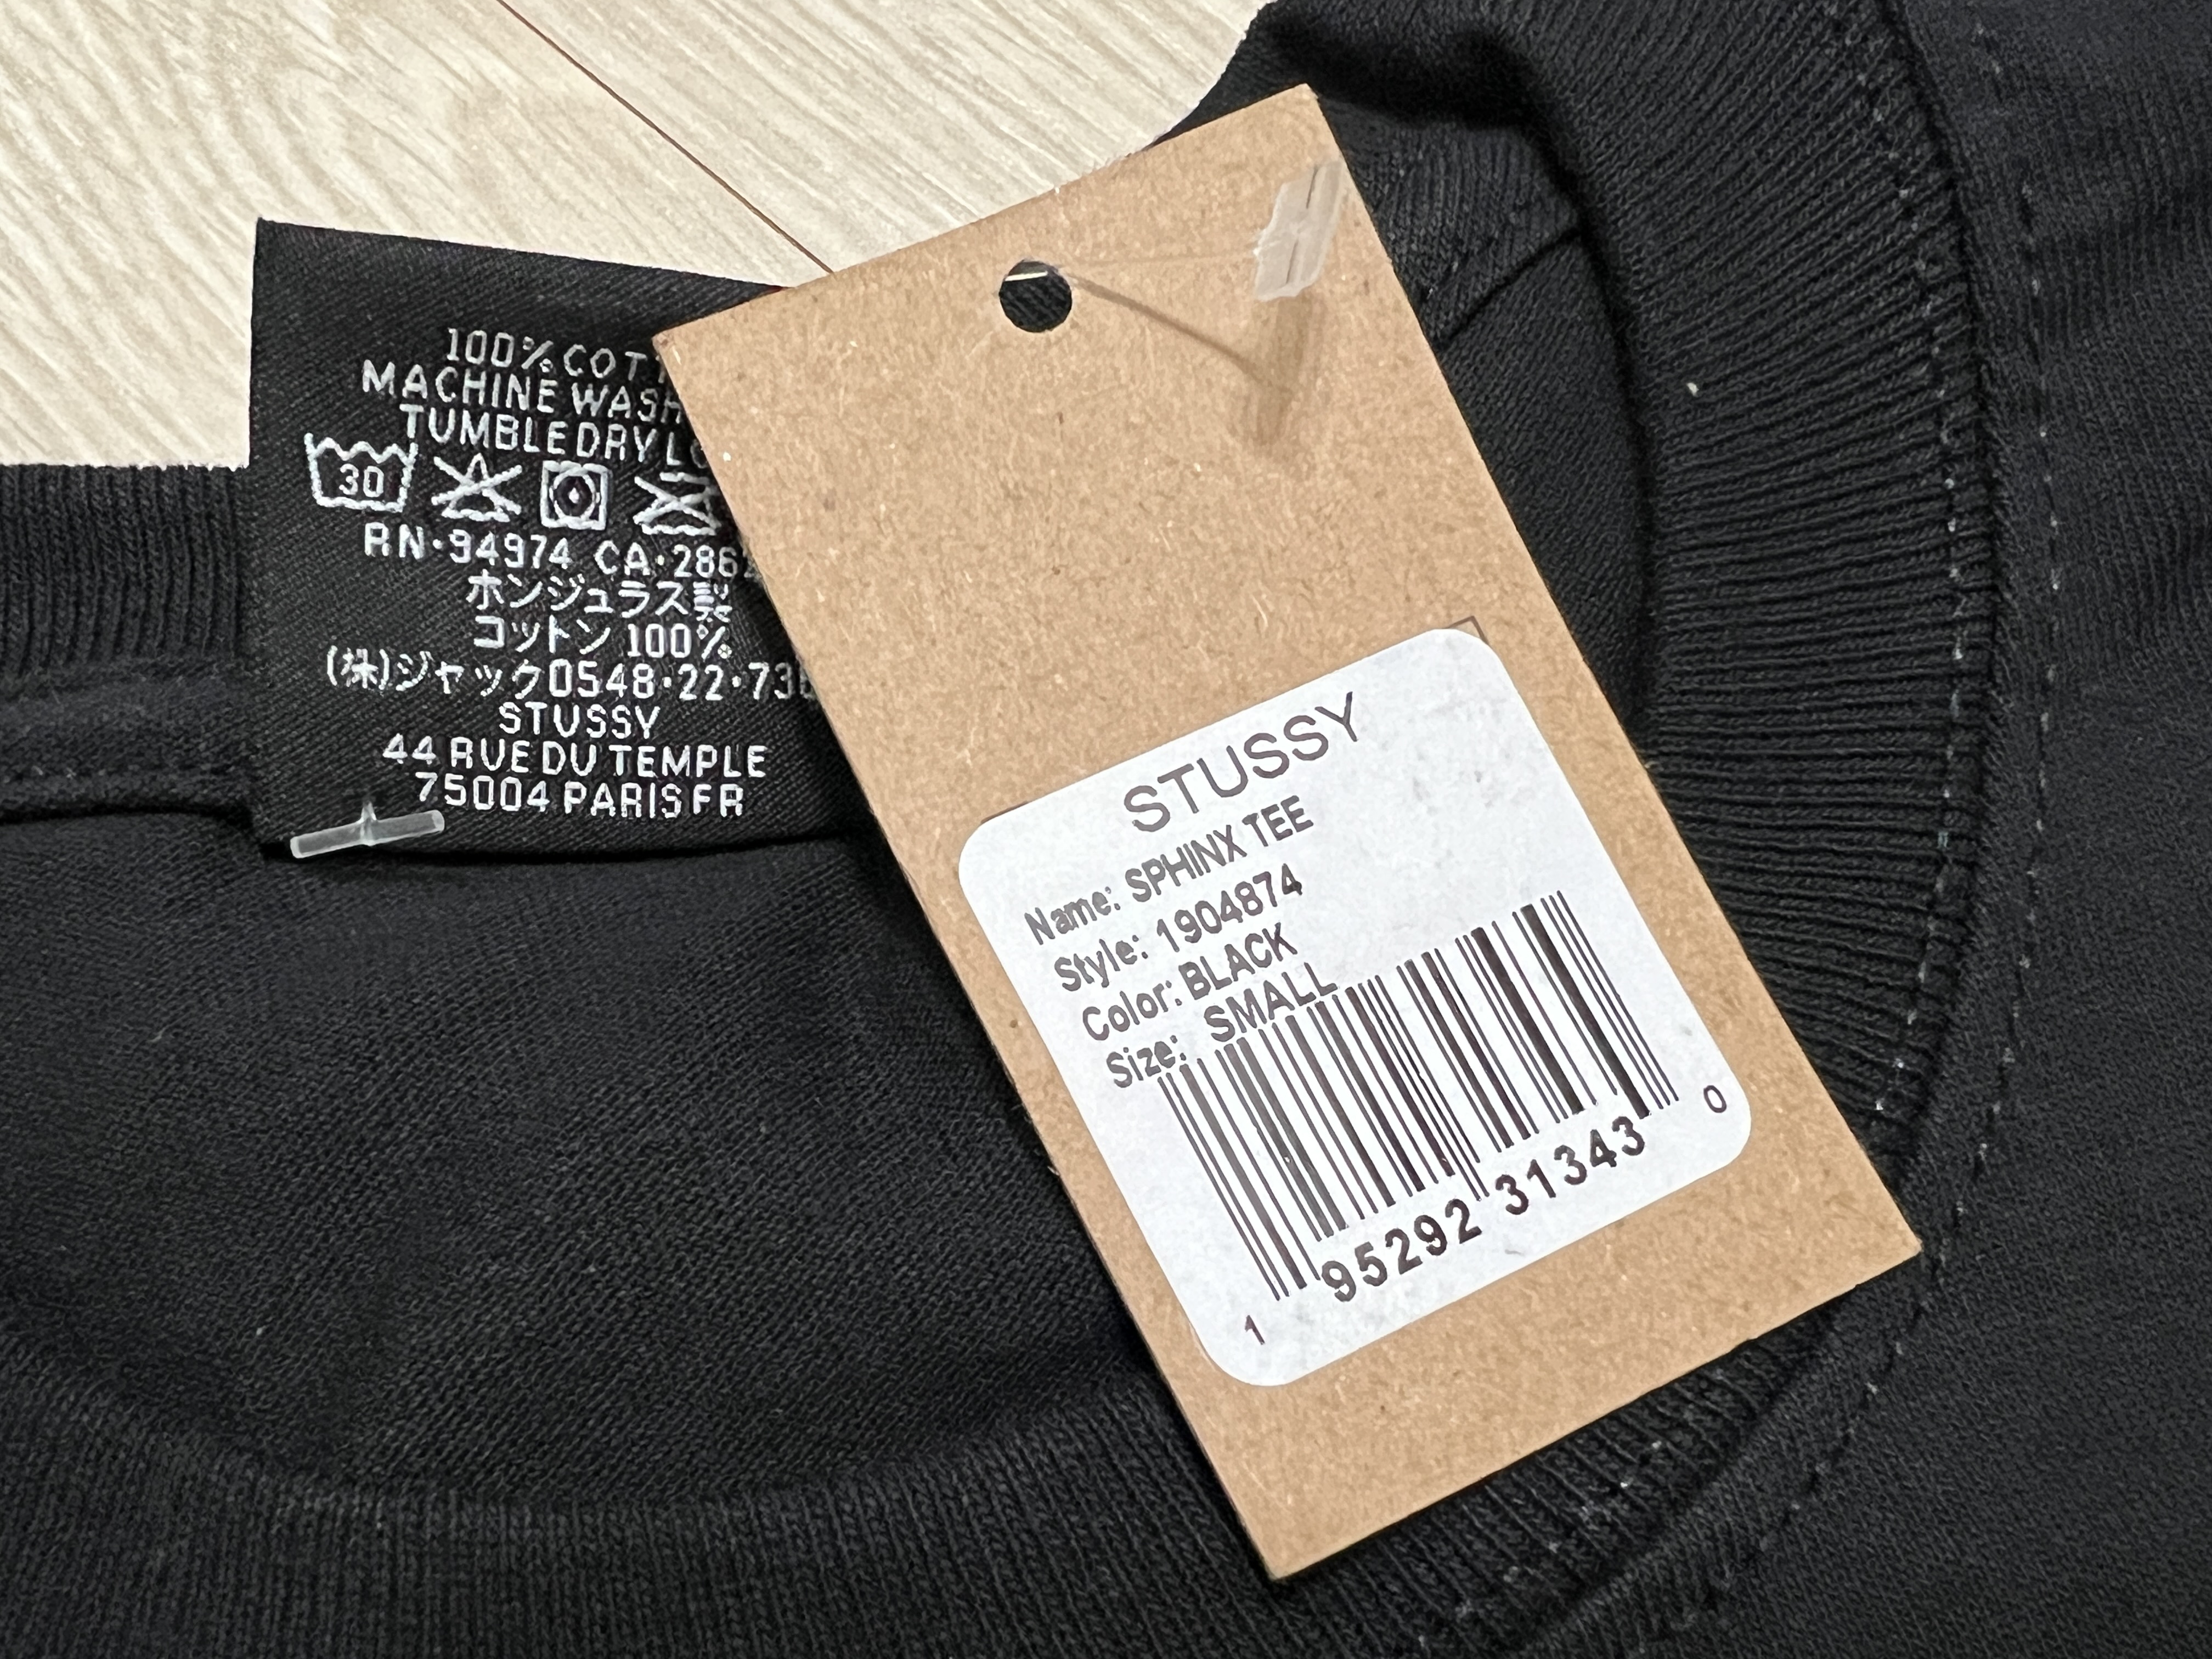 100% COTT
MACHINE WASH
TUMBLE DRY LO
30
RN·94974 CA·286
ホンジュラス製
コットン 100%
(株)ジャック0548·22·73
STUSSY
44 RUE DU TEMPLE
75004 PARIS FR
STUSSY
Name: SPHINX TEE
Style: 1904874
Color: BLACK
Size: SMALL
1 95292 31343 0